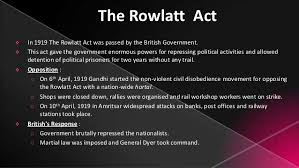 The Rowlatt Act
In 1919 The Rowlatt Act was passed by the British Government.
This act gave the government enormous powers for repressing political activities and allowed
detention of political prisoners for two years without any trail.
Opposition :
On 6th April, 1919 Gandhi started the non-violent civil disobedience movement for opposing
the Rowlatt Act with a nation-wide hartal.
Shops were closed down, rallies were organised and rail workshop workers went on strike.
On 10th April, 1919 in Amritsar widespread attacks on banks, post offices and railway
stations took place.
British's Response :
Government brutally repressed the nationalists.
Martial law was imposed and General Dyer took command.